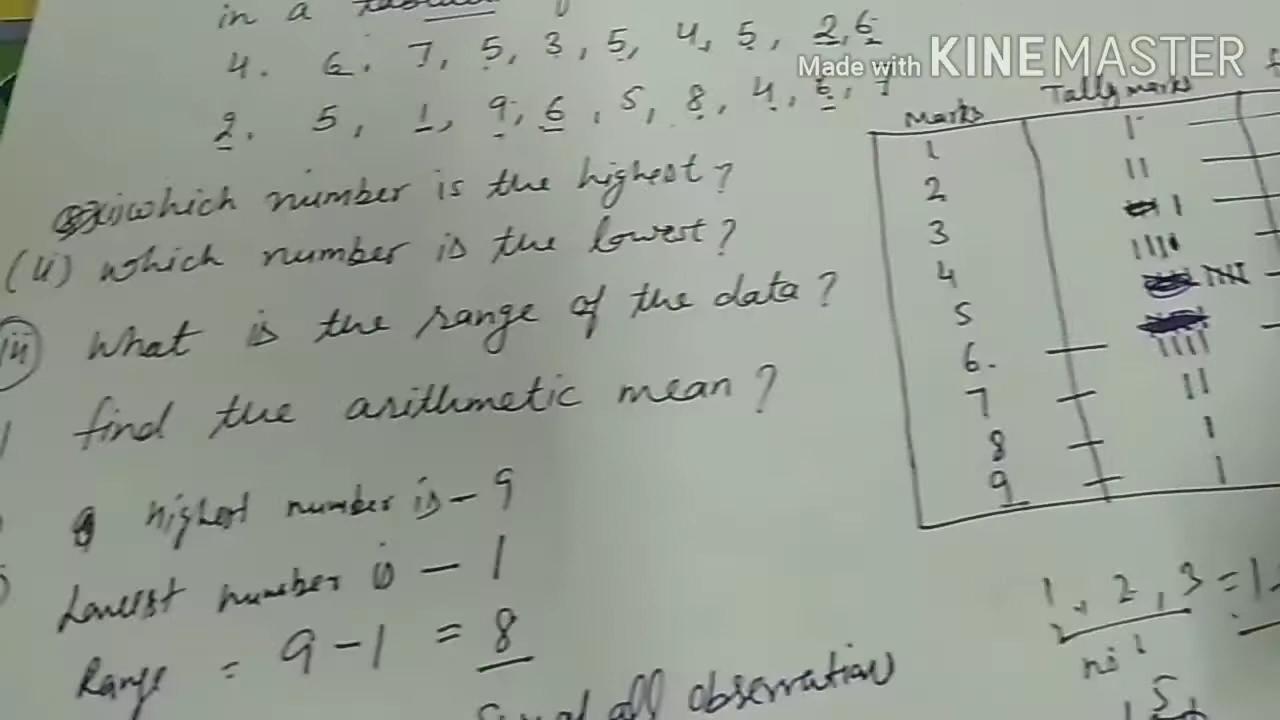 in a
4. 6. 7, 5, 3, 5, 4, 5, 2, 6
2. 5, 1, 9, 6, 5, 8, 4, 6, 7
(i) which number is the highest?
(ii) which number is the lowest?
(iii) What is the range of the data?
find the arithmetic mean?
highest number is - 9
Lowest number is - 1
Range = 9 - 1 = 8
all observation
Made with KINEMASTER
Marks Tally marks
1 |
2 ||
3 |
4 ||||
5 ||||
6. ||||
7 ||
8 |
9 |
1, 2, 3 = 1
5,